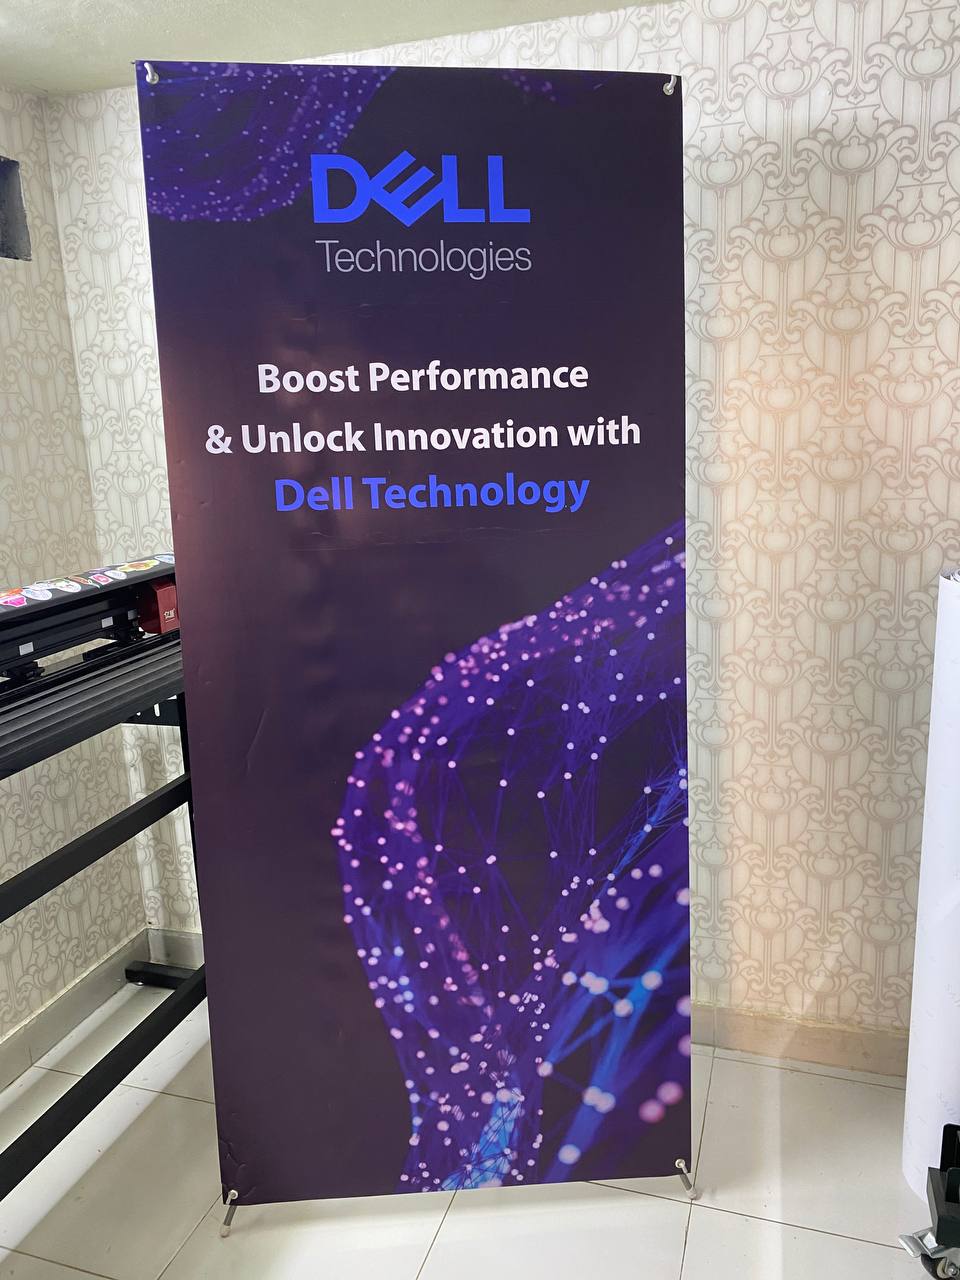 DELL
Technologies
Boost Performance
& Unlock Innovation with
Dell Technology